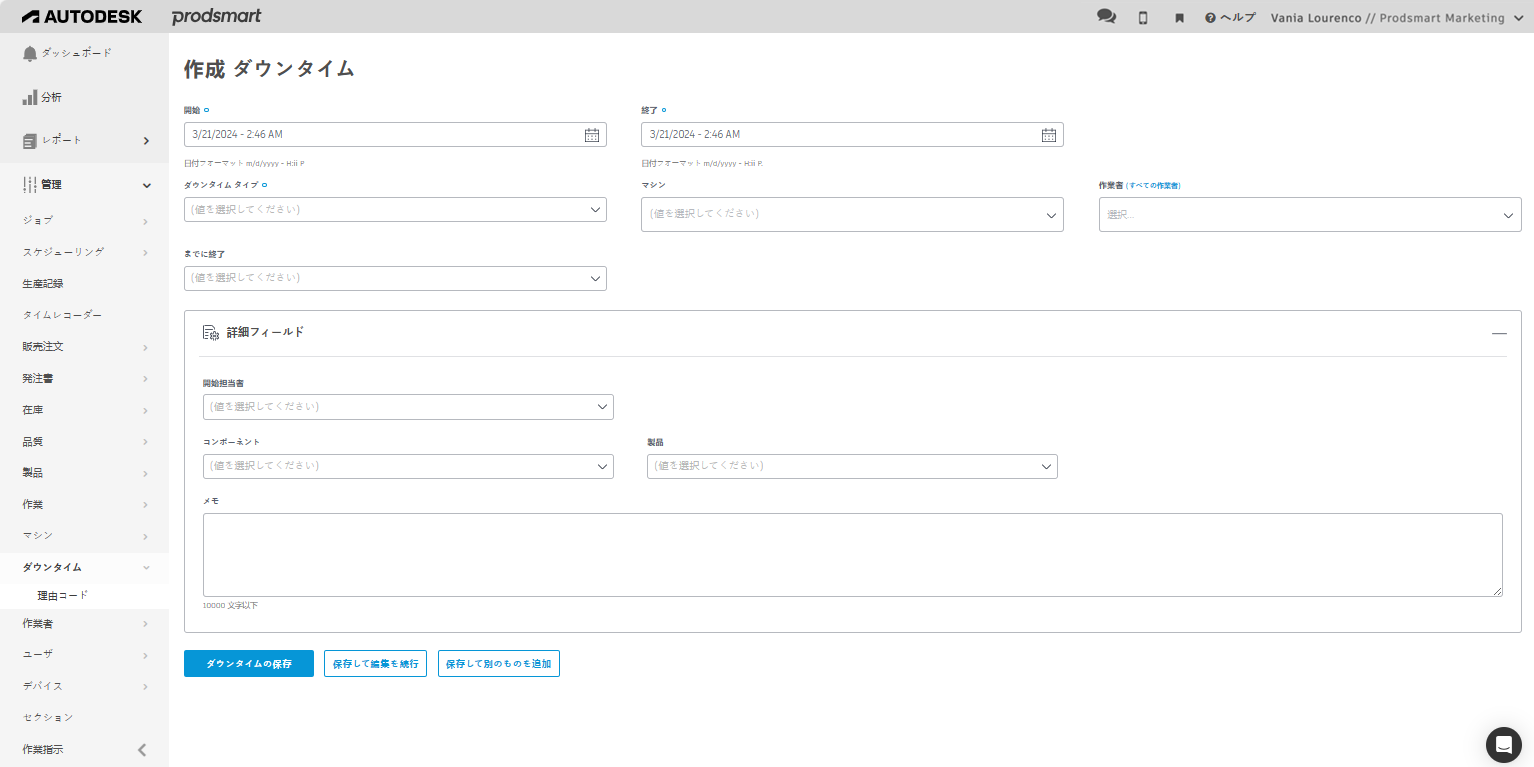 AUTODESK prodsmart ヘルプ Vania Lourenco // Prodsmart Marketing
ダッシュボード
分析
レポート
管理
ジョブ
スケジューリング
生産記録
タイムレコーダー
販売注文
発注書
在庫
品質
製品
作業
マシン
ダウンタイム
理由コード
作業者
ユーザ
デバイス
セクション
作業指示
作成 ダウンタイム
開始 終了
3/21/2024 - 2:46 AM 3/21/2024 - 2:46 AM
日付フォーマット m/d/yyyy - H:ii P 日付フォーマット m/d/yyyy - H:ii P.
ダウンタイム タイプ マシン 作業者 (すべての作業者)
(値を選択してください) (値を選択してください) 選択...
までに終了
(値を選択してください)
詳細フィールド
開始担当者
(値を選択してください)
コンポーネント 製品
(値を選択してください) (値を選択してください)
メモ
10000 文字以下
ダウンタイムの保存 保存して編集を続行 保存して別のものを追加